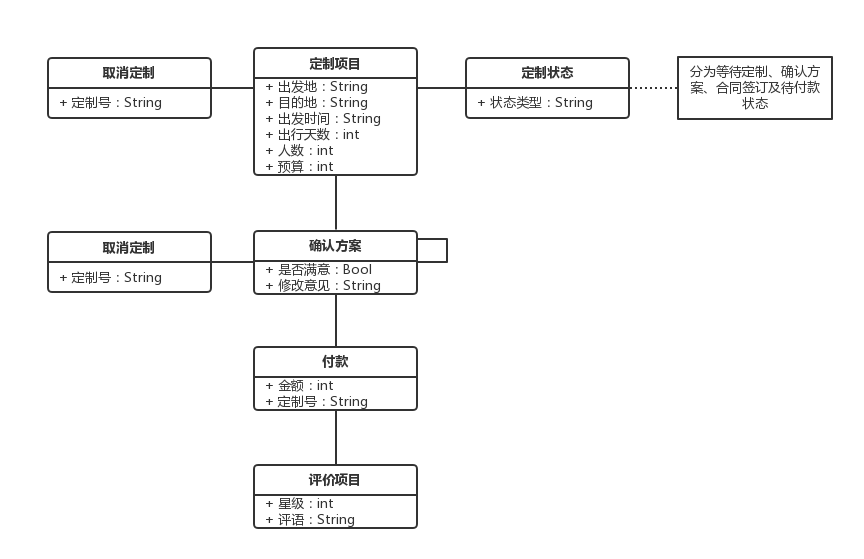 取消定制
+ 定制号：String
定制项目
+ 出发地：String
+ 目的地：String
+ 出发时间：String
+ 出行天数：int
+ 人数：int
+ 预算：int
定制状态
+ 状态类型：String
分为等待定制、确认方
案、合同签订及待付款
状态
取消定制
+ 定制号：String
确认方案
+ 是否满意：Bool
+ 修改意见：String
付款
+ 金额：int
+ 定制号：String
评价项目
+ 星级：int
+ 评语：String